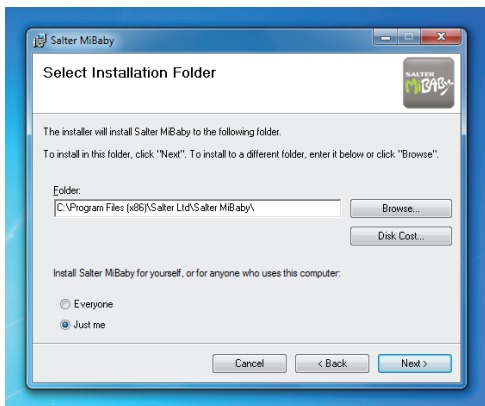 Salter MiBaby
Select Installation Folder
SALTER
MiBABY
The installer will install Salter MiBaby to the following folder.
To install in this folder, click "Next". To install to a different folder, enter it below or click "Browse".
Folder:
C:\Program Files (x86)\Salter Ltd\Salter MiBaby\
Browse...
Disk Cost...
Install Salter MiBaby for yourself, or for anyone who uses this computer:
Everyone
Just me
Cancel
< Back
Next >